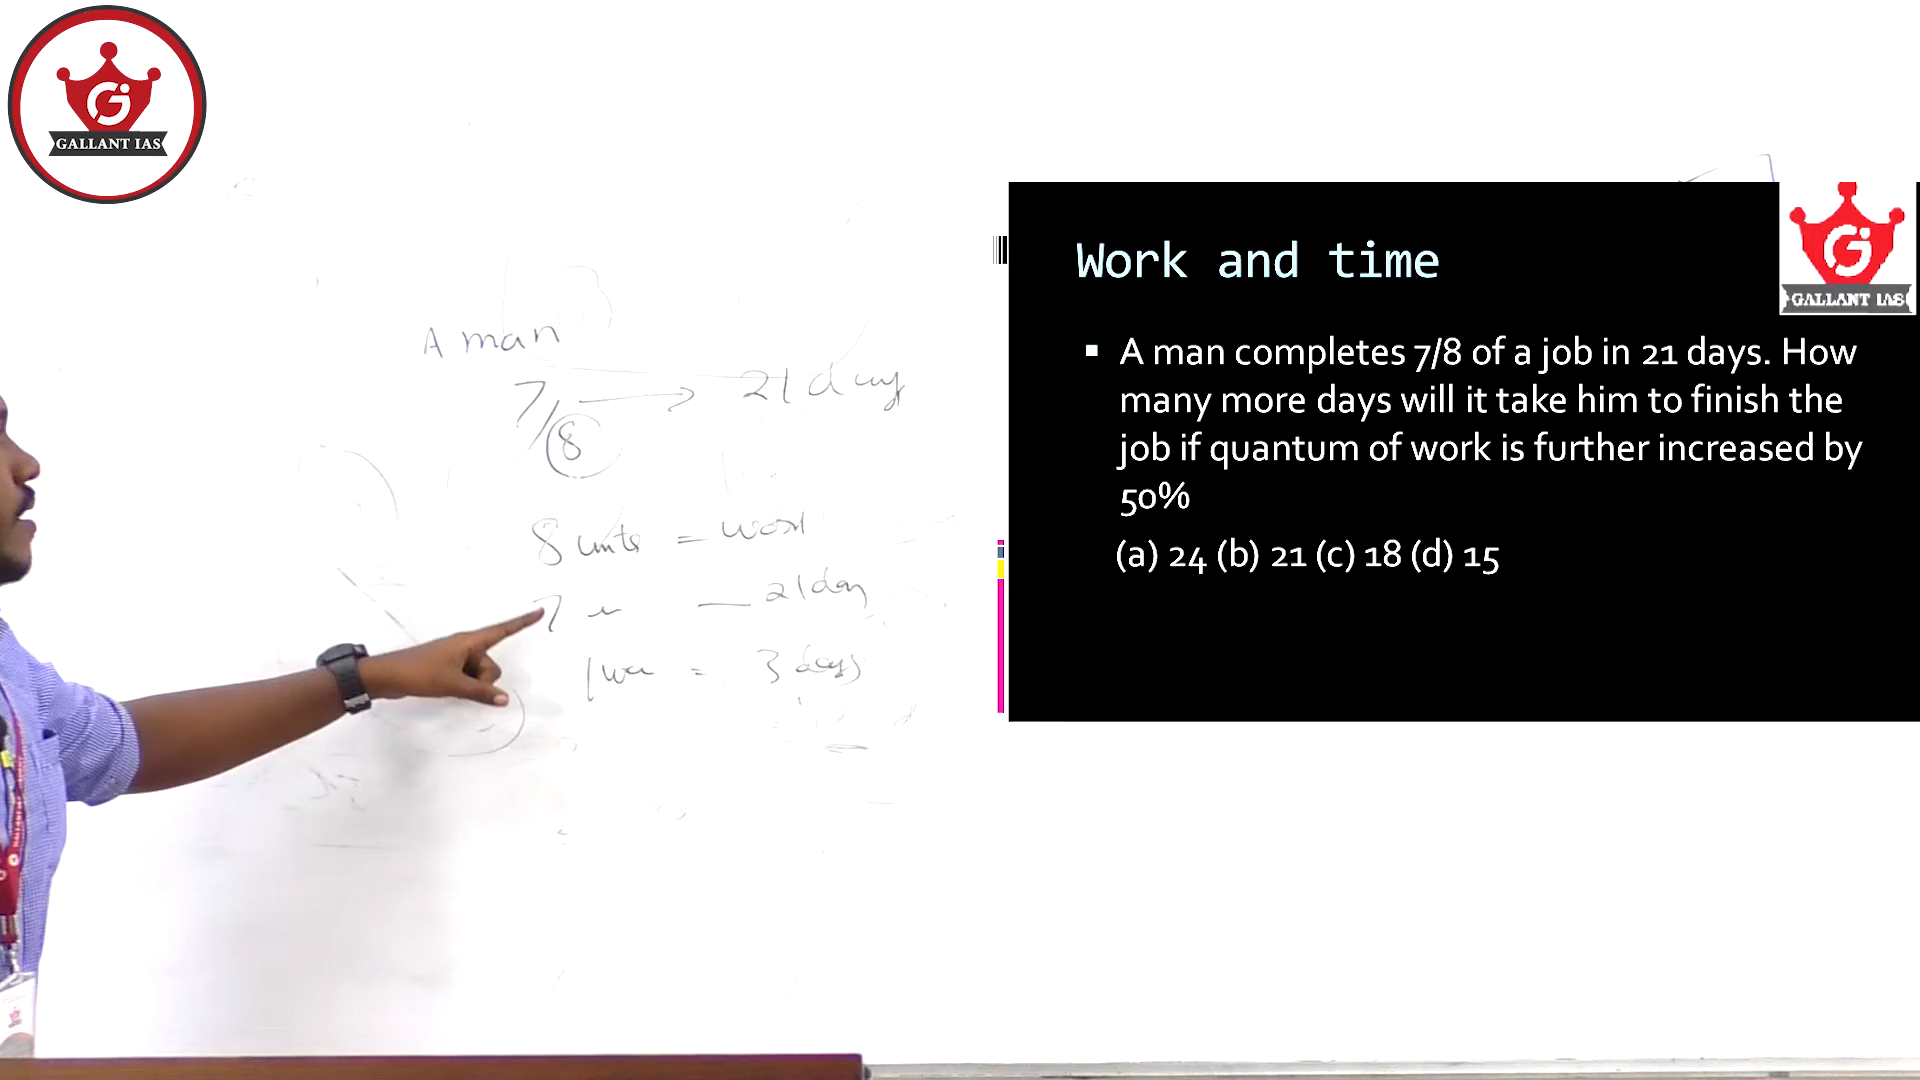 GALLANT IAS
A man
7/8 → 21 days
8 units = work
7 u — 21 day
= 3 days
Work and time
GALLANT IAS
▪ A man completes 7/8 of a job in 21 days. How
many more days will it take him to finish the
job if quantum of work is further increased by
50%
(a) 24 (b) 21 (c) 18 (d) 15